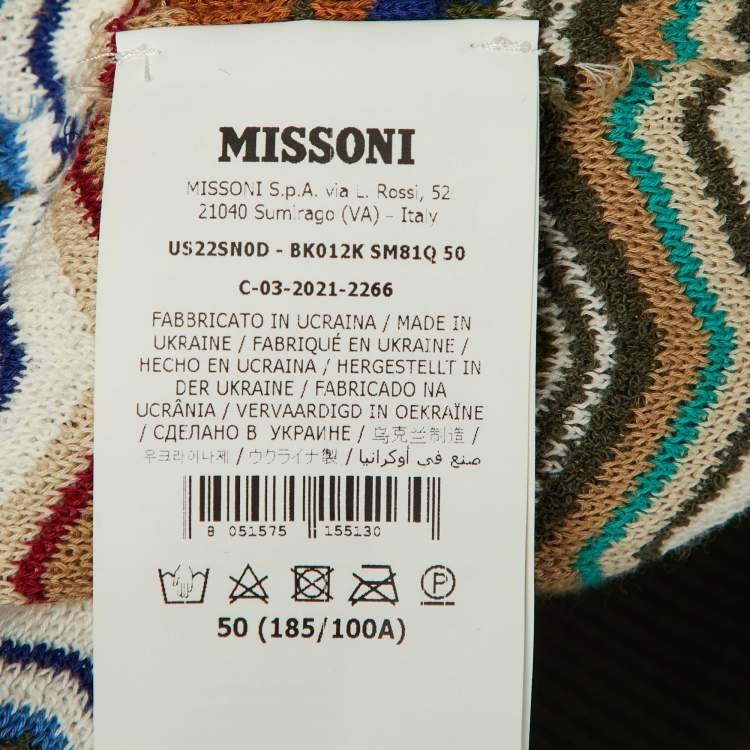 MISSONI
MISSONI S.p.A. via L. Rossi, 52
21040 Sumirago (VA) - Italy
US22SN0D - BK012K SM81Q 50
C-03-2021-2266
FABBRICATO IN UCRAINA / MADE IN
UKRAINE / FABRIQUÉ EN UKRAINE /
HECHO EN UCRAINA / HERGESTELLT IN
DER UKRAINE / FABRICADO NA
UCRÂNIA / VERVAARDIGD IN OEKRAÏNE
/ СДЕЛАНО В УКРАИНЕ / 乌克兰制造 /
우크라이나제 / ウクライナ製 / صنع في أوكرانيا
8 051575 155130
P
50 (185/100A)